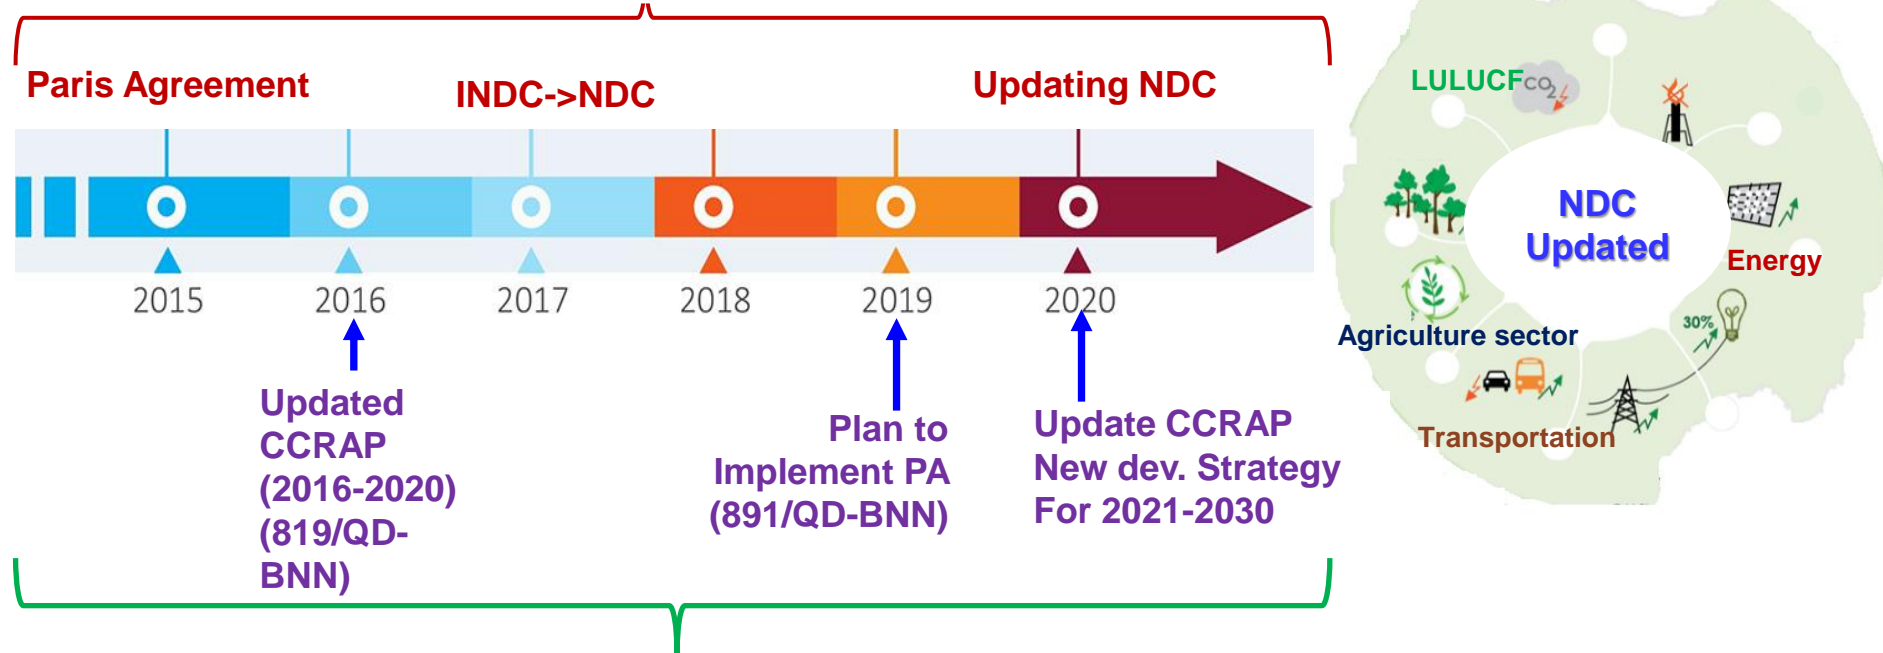 Paris Agreement
INDC->NDC
Updating NDC
2015
2016
2017
2018
2019
2020
Updated
CCRAP
(2016-2020)
(819/QD-
BNN)
Plan to
Implement PA
(891/QD-BNN)
Update CCRAP
New dev. Strategy
For 2021-2030
LULUCF
CO2
NDC
Updated
Energy
30%
Agriculture sector
Transportation